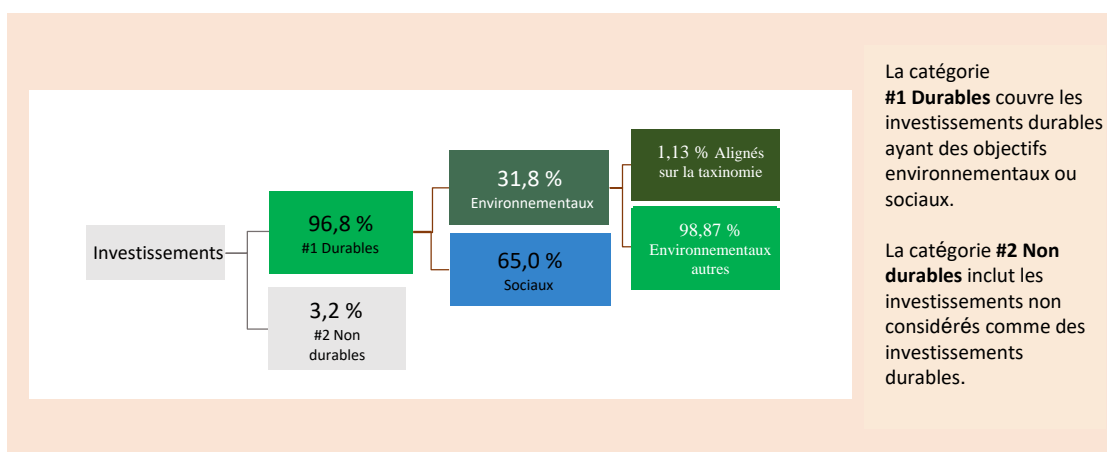 Investissements
96,8 %
#1 Durables
3,2 %
#2 Non
durables
31,8 %
Environnementaux
65,0 %
Sociaux
1,13 % Alignés
sur la taxinomie
98,87 %
Environnementaux
autres
La catégorie
#1 Durables couvre les
investissements durables
ayant des objectifs
environnementaux ou
sociaux.
La catégorie #2 Non
durables inclut les
investissements non
considérés comme des
investissements
durables.